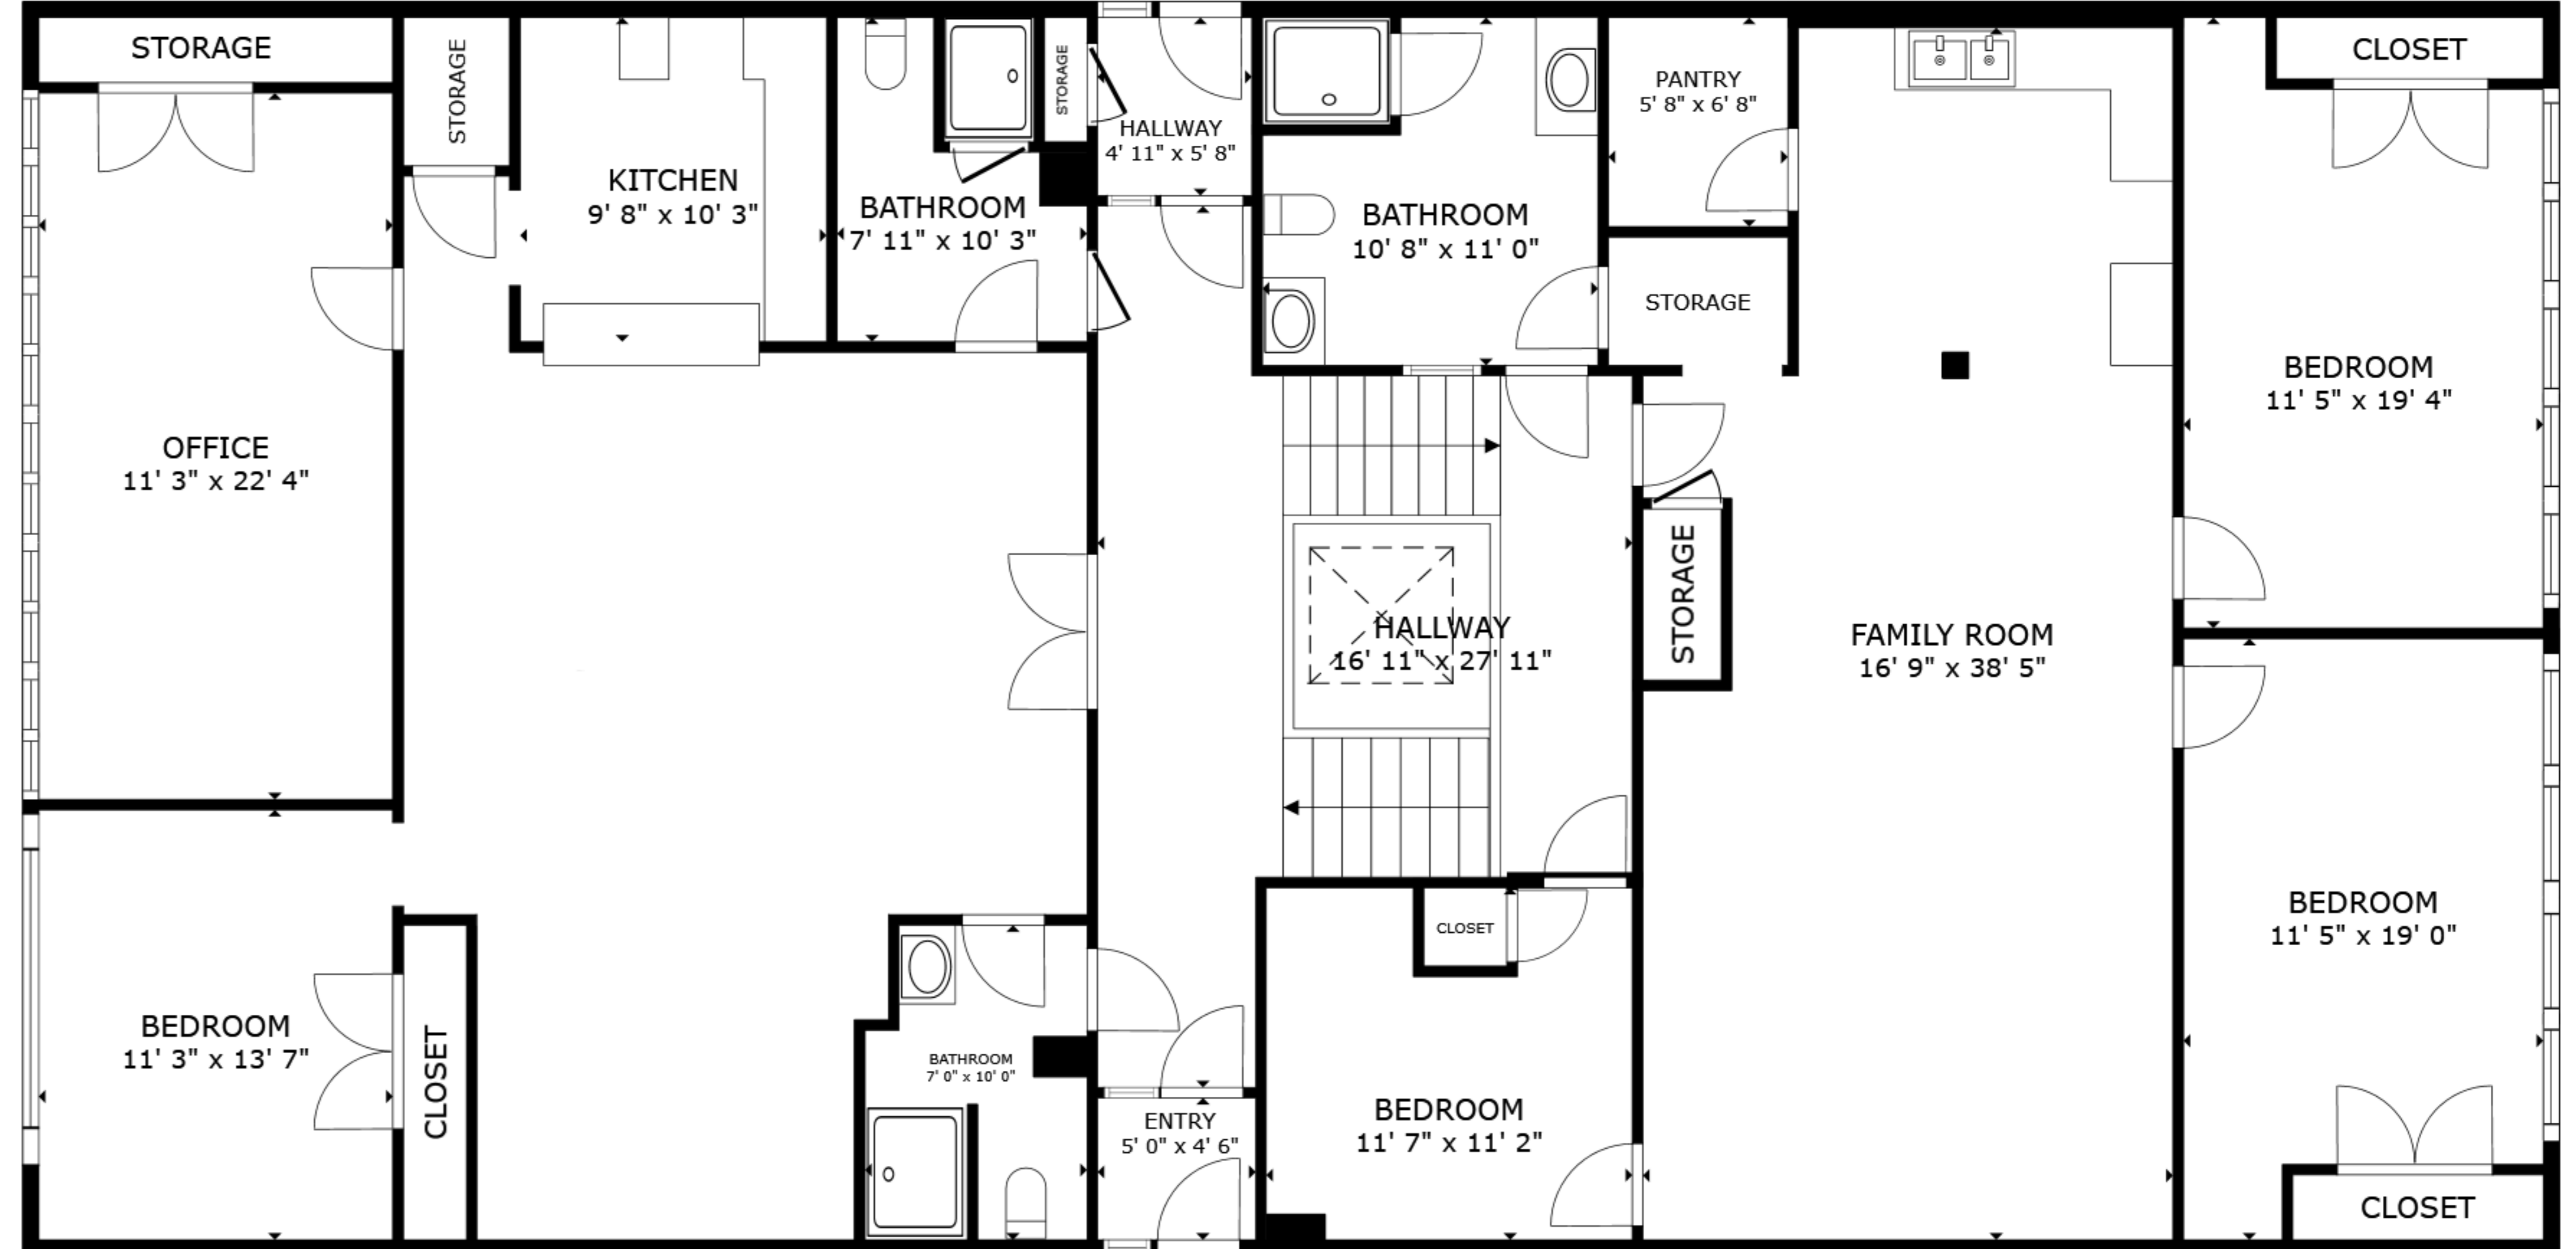 STORAGE
STORAGE
KITCHEN
9' 8" x 10' 3"
BATHROOM
7' 11" x 10' 3"
STORAGE
HALLWAY
4' 11" x 5' 8"
BATHROOM
10' 8" x 11' 0"
PANTRY
5' 8" x 6' 8"
STORAGE
CLOSET
BEDROOM
11' 5" x 19' 4"
OFFICE
11' 3" x 22' 4"
HALLWAY
16' 11" x 27' 11"
STORAGE
FAMILY ROOM
16' 9" x 38' 5"
BEDROOM
11' 5" x 19' 0"
CLOSET
BEDROOM
11' 3" x 13' 7"
CLOSET
BATHROOM
7' 0" x 10' 0"
ENTRY
5' 0" x 4' 6"
CLOSET
BEDROOM
11' 7" x 11' 2"